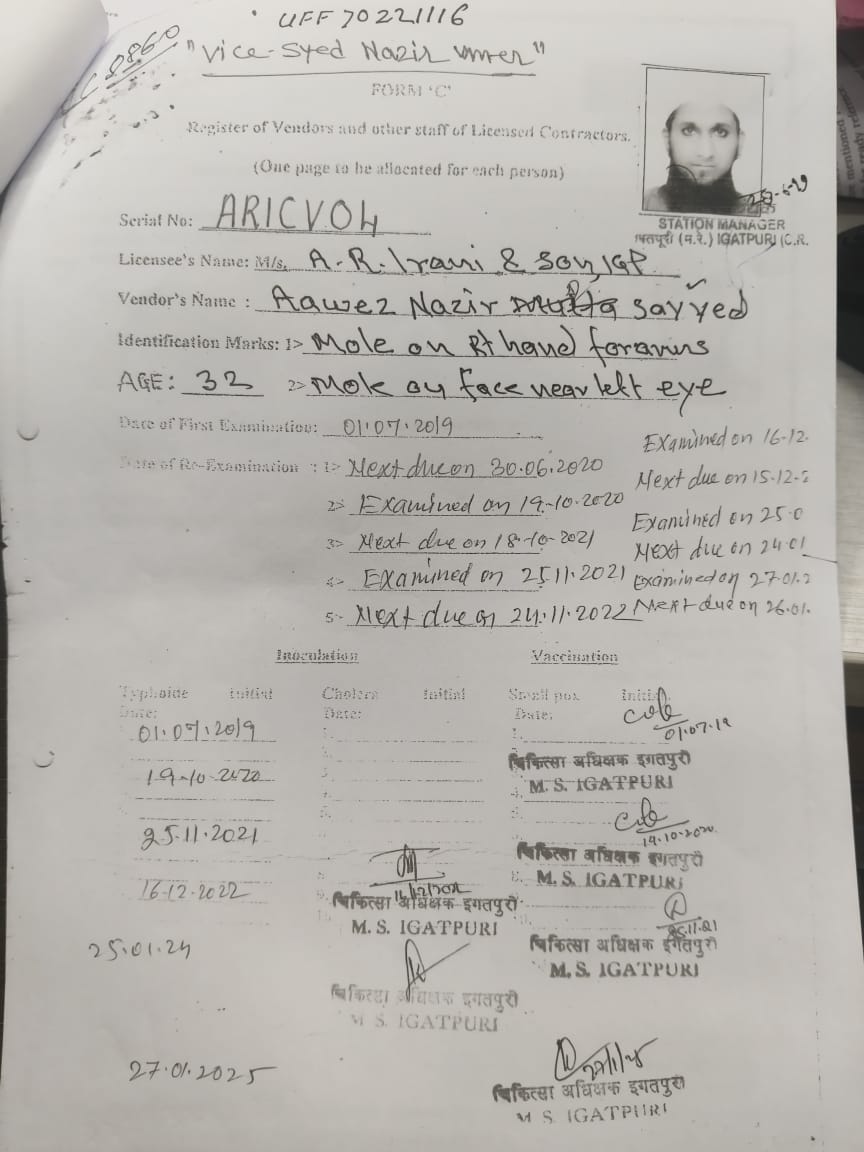 UFF 70221116
"Vice-Syed Nazir umer"
FORM 'C'
Register of Vendors and other staff of Licensed Contractors.
(One page to be allocated for each person)
28-6-19
STATION MANAGER
इगतपूरी (म.रे.) IGATPURI (C.R.
Serial No: ARICV04
Licensee's Name: M/s, A.R. Irani & Son, IGP
Vendor's Name : Aawez Nazir Sayyed
Identification Marks: 1> Mole on Rt hand forarms
AGE: 32 2> Mole on face near left eye
Date of First Examination: 01.07.2019
Examined on 16-12.
Date of Re-Examination : 1> Next due on 30.06.2020
Next due on 15-12-2
2> Examined on 19-10-2020
Examined on 25.0
3> Next due on 18-10-2021
Next due on 24.01
4> Examined on 25.11.2021
Examined on 27.01.2
5- Next due on 24.11.2022
Next due on 26.01.
Inoculation Vaccination
Typhoide Initial Cholera Initial Small pox Initial
Date: Date: Date:
01.07.2019
01.07.19
चिकित्सा अधिक्षक इगतपुरी
M. S. IGATPURI
19-10-2020
19.10.2020
चिकित्सा अधिक्षक इगतपुरी
M. S. IGATPURI
25.11.2021
16-12-2022
16/12/2022
चिकित्सा अधिक्षक इगतपुरी
M. S. IGATPURI
25.11.21
चिकित्सा अधिक्षक इगतपुरी
M. S. IGATPURI
25.01.24
चिकित्सा अधिक्षक इगतपुरी
M S. IGATPURI
27.01.2025
27/1/25
चिकित्सा अधिक्षक इगतपुरी
M S. IGATPURI